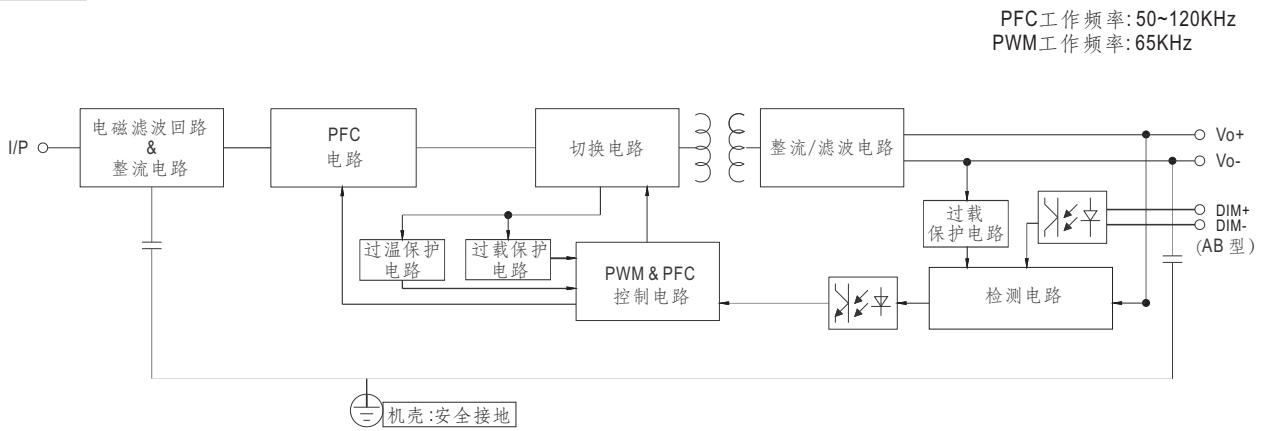 PFC工作频率: 50~120KHz
PWM工作频率: 65KHz
I/P
电磁滤波回路
&
整流电路
PFC
电路
切换电路
整流/滤波电路
Vo+
Vo-
过温保护
电路
过载保护
电路
PWM & PFC
控制电路
过载
保护电路
DIM+
DIM-
(AB 型)
检测电路
机壳:安全接地